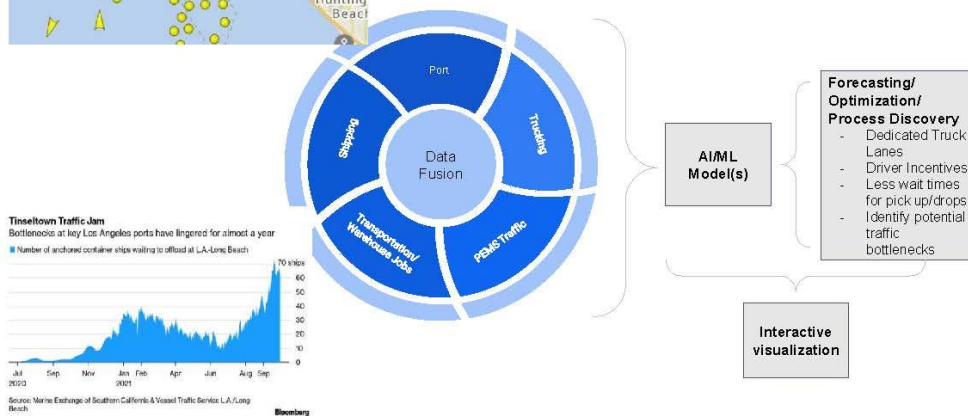 Hunting
Beach
Port
Shipping
Trucking
Data
Fusion
Transportation/
Warehouse Jobs
PEMS Traffic
AI/ML
Model(s)
Forecasting/
Optimization/
Process Discovery
- Dedicated Truck
Lanes
- Driver Incentives
- Less wait times
for pick up/drops
- Identify potential
traffic
bottlenecks
Interactive
visualization
Tinseltown Traffic Jam
Bottlenecks at key Los Angeles ports have lingered for almost a year
Number of anchored container ships waiting to offload at L.A.-Long Beach
70 ships
60
50
40
30
20
10
0
Jul Sep Nov Jan Feb Apr Jun Aug Sep
2020 2021
Source: Marine Exchange of Southern California & Vessel Traffic Service L.A./Long
Beach
Bloomberg